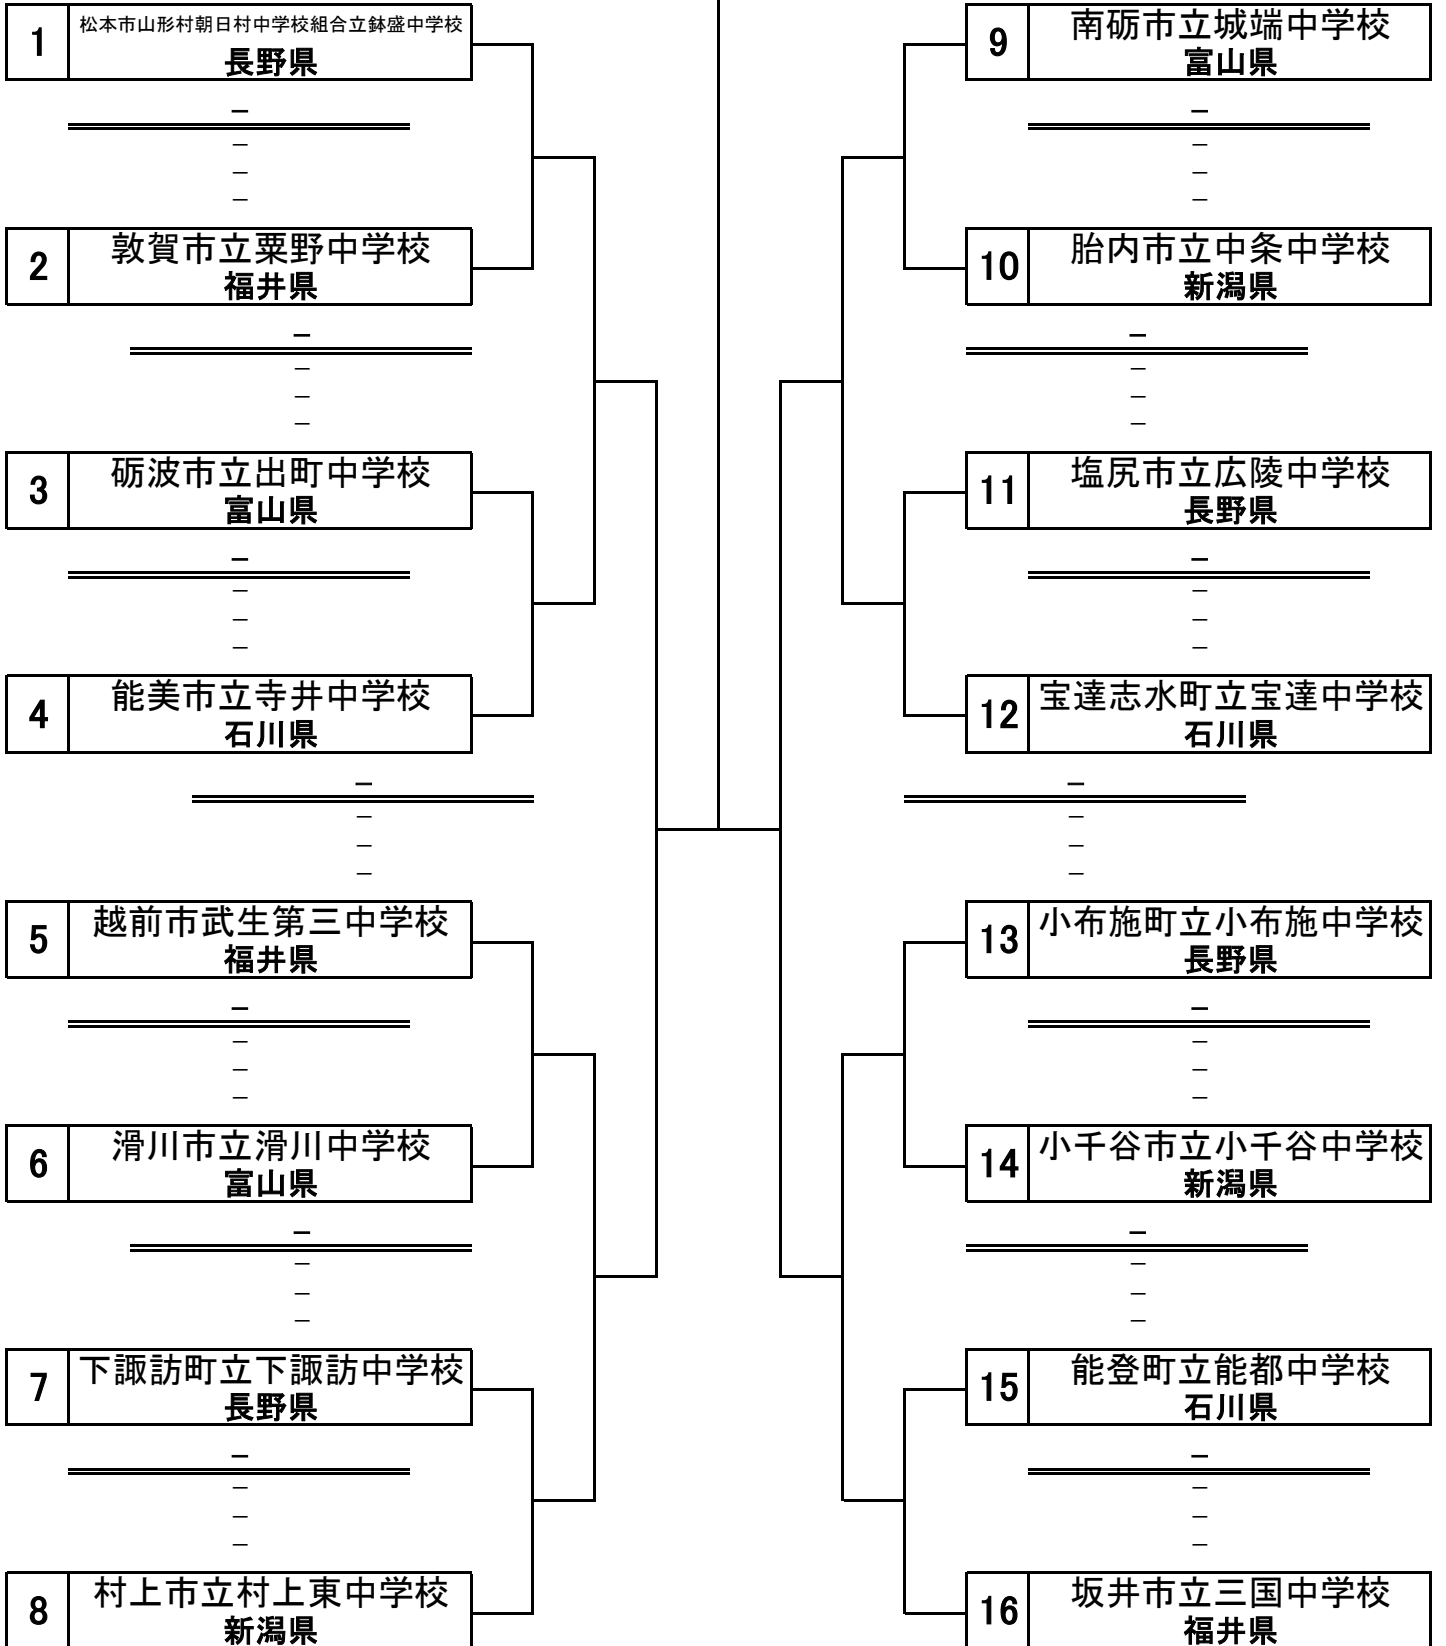 1
松本市山形村朝日村中学校組合立鉢盛中学校
長野県
–
–
–
–
2
敦賀市立粟野中学校
福井県
–
–
–
–
3
砺波市立出町中学校
富山県
–
–
–
–
4
能美市立寺井中学校
石川県
–
–
–
–
5
越前市武生第三中学校
福井県
–
–
–
–
6
滑川市立滑川中学校
富山県
–
–
–
–
7
下諏訪町立下諏訪中学校
長野県
–
–
–
–
8
村上市立村上東中学校
新潟県
9
南砺市立城端中学校
富山県
–
–
–
–
10
胎内市立中条中学校
新潟県
–
–
–
–
11
塩尻市立広陵中学校
長野県
–
–
–
–
12
宝達志水町立宝達中学校
石川県
–
–
–
–
13
小布施町立小布施中学校
長野県
–
–
–
–
14
小千谷市立小千谷中学校
新潟県
–
–
–
–
15
能登町立能都中学校
石川県
–
–
–
–
16
坂井市立三国中学校
福井県